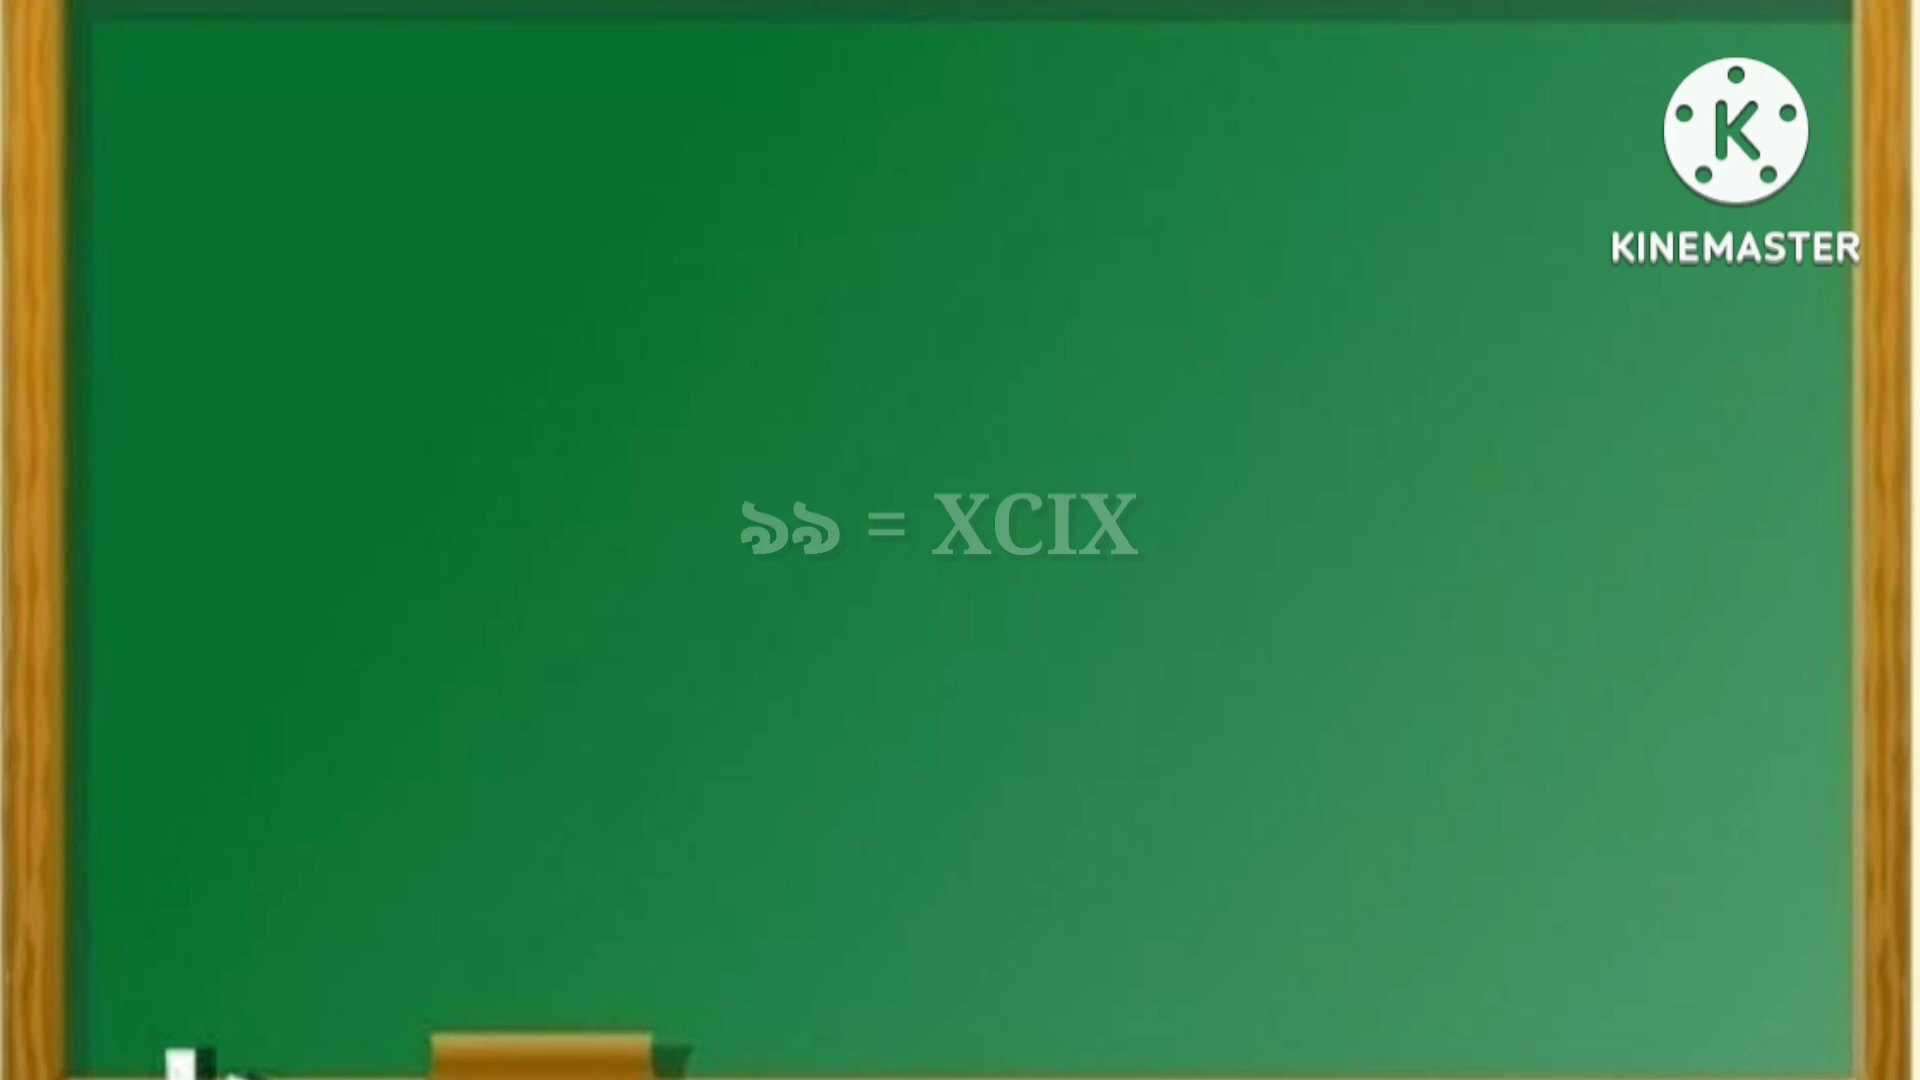 KINEMASTER
৯৯ = XCIX